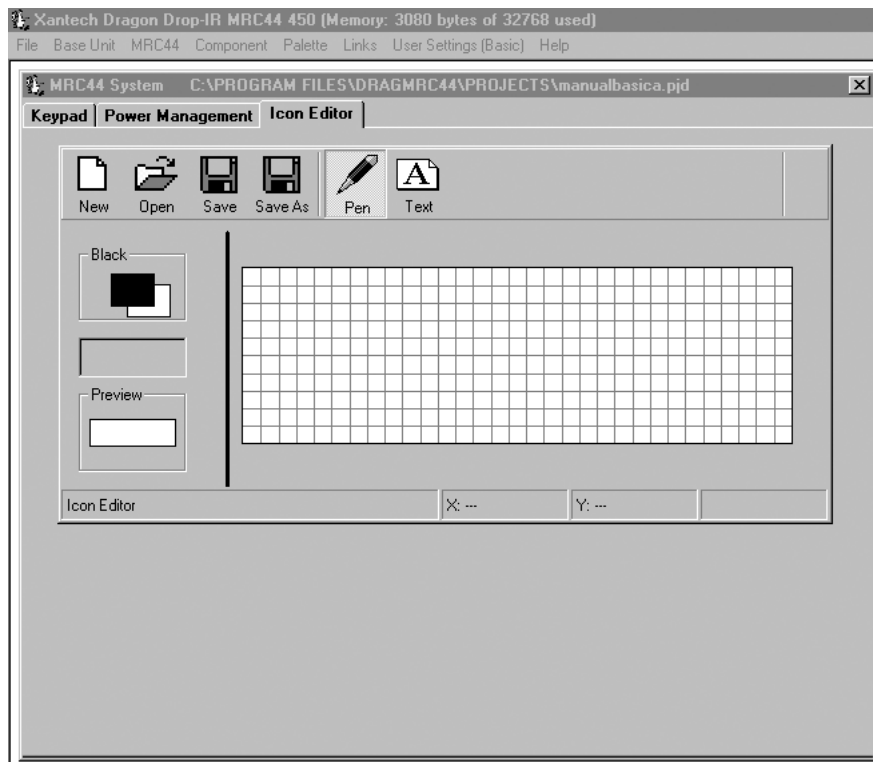 Xantech Dragon Drop-IR MRC44 450 (Memory: 3080 bytes of 32768 used)
File Base Unit MRC44 Component Palette Links User Settings (Basic) Help
MRC44 System C:\PROGRAM FILES\DRAGMRC44\PROJECTS\manualbasica.pjd
Keypad Power Management Icon Editor
New Open Save Save As Pen Text
Black
Preview
Icon Editor X: --- Y: ---